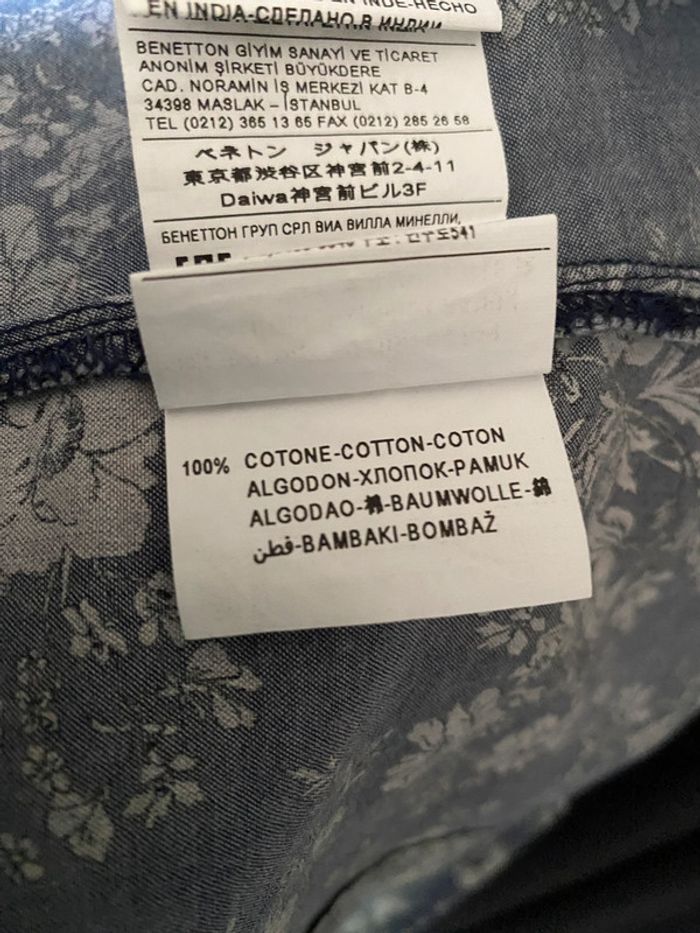 EN INDE-HECHO
EN INDIA-СДЕЛАНО В ИНДИИ
BENETTON GİYİM SANAYİ VE TİCARET
ANONİM ŞİRKETİ BÜYÜKDERE
CAD. NORAMİN İŞ MERKEZİ KAT B-4
34398 MASLAK – İSTANBUL
TEL (0212) 365 13 65 FAX (0212) 285 26 58
ベネトン ジャパン(株)
東京都渋谷区神宮前2-4-11
Daiwa神宮前ビル3F
БЕНЕТТОН ГРУП СРЛ ВИА ВИЛЛА МИНЕЛЛИ,
541
100% COTONE-COTTON-COTON
ALGODON-ХЛОПОК-PAMUK
ALGODAO-棉-BAUMWOLLE-綿
قطن-BAMBAKI-BOMBAŽ